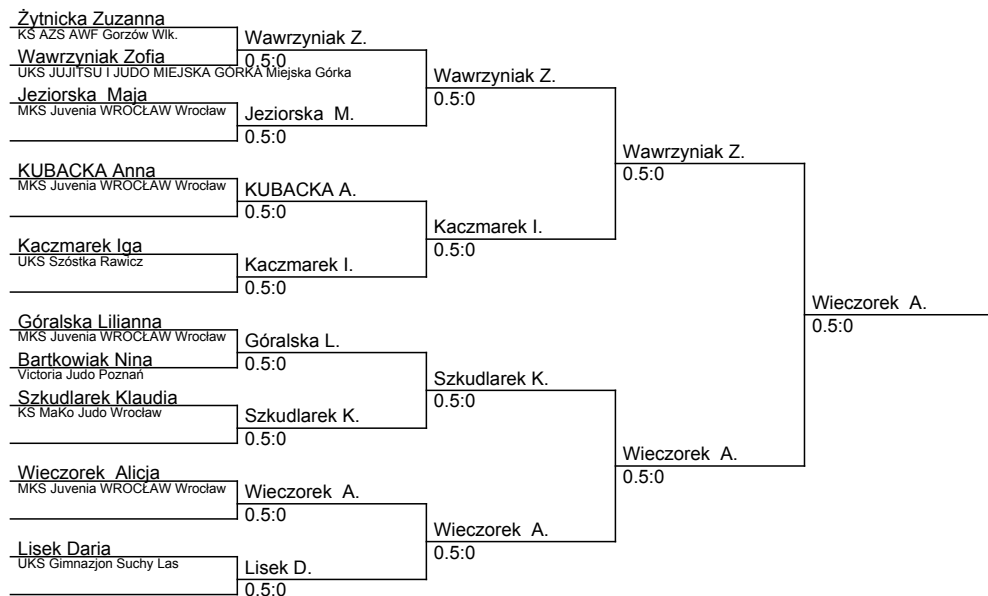 Żytnicka Zuzanna
KS AZS AWF Gorzów Wlk.
Wawrzyniak Zofia
UKS JUJITSU I JUDO MIEJSKA GÓRKA Miejska Górka
Jeziorska  Maja
MKS Juvenia WROCŁAW Wrocław
KUBACKA Anna
MKS Juvenia WROCŁAW Wrocław
Kaczmarek Iga
UKS Szóstka Rawicz
Góralska Lilianna
MKS Juvenia WROCŁAW Wrocław
Bartkowiak Nina
Victoria Judo Poznań
Szkudlarek Klaudia
KS MaKo Judo Wrocław
Wieczorek  Alicja
MKS Juvenia WROCŁAW Wrocław
Lisek Daria
UKS Gimnazjon Suchy Las
Wawrzyniak Z.
0.5:0
Jeziorska  M.
0.5:0
KUBACKA A.
0.5:0
Kaczmarek I.
0.5:0
Góralska L.
0.5:0
Szkudlarek K.
0.5:0
Wieczorek  A.
0.5:0
Lisek D.
0.5:0
Wawrzyniak Z.
0.5:0
Kaczmarek I.
0.5:0
Szkudlarek K.
0.5:0
Wieczorek  A.
0.5:0
Wawrzyniak Z.
0.5:0
Wieczorek  A.
0.5:0
Wieczorek  A.
0.5:0